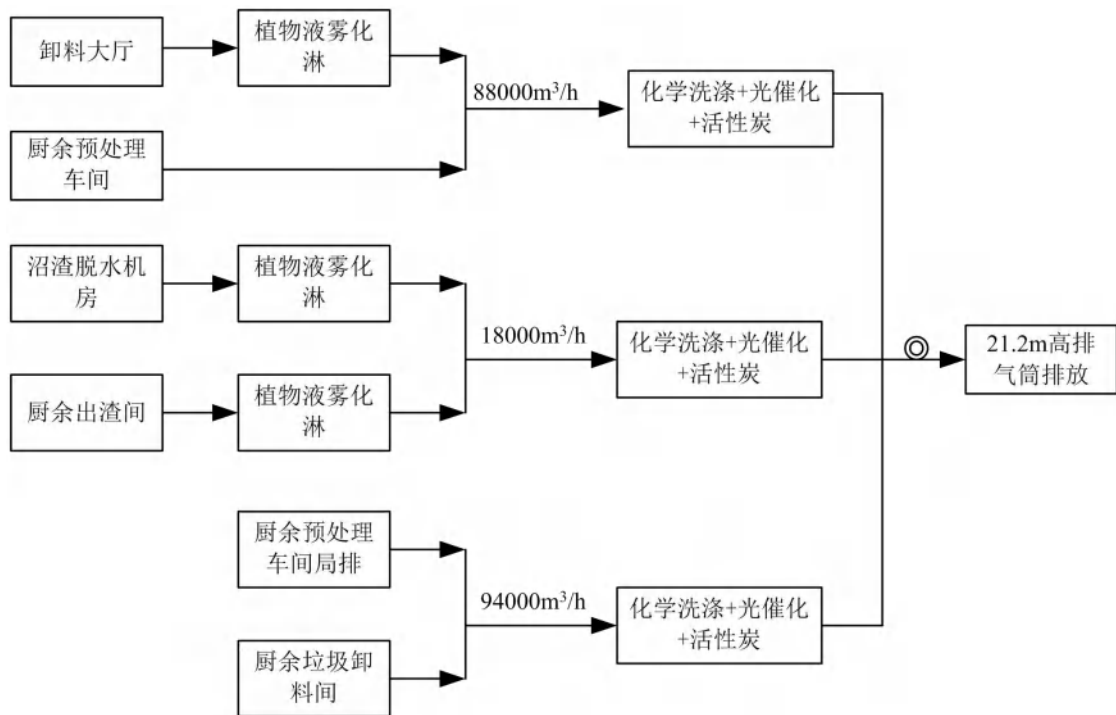 卸料大厅
植物液雾化
淋
88000m³/h
化学洗涤+光催化
+活性炭
厨余预处理
车间
沼渣脱水机
房
植物液雾化
淋
18000m³/h
化学洗涤+光催化
+活性炭
21.2m高排
气筒排放
厨余出渣间
植物液雾化
淋
厨余预处理
车间局排
94000m³/h
化学洗涤+光催化
+活性炭
厨余垃圾卸
料间